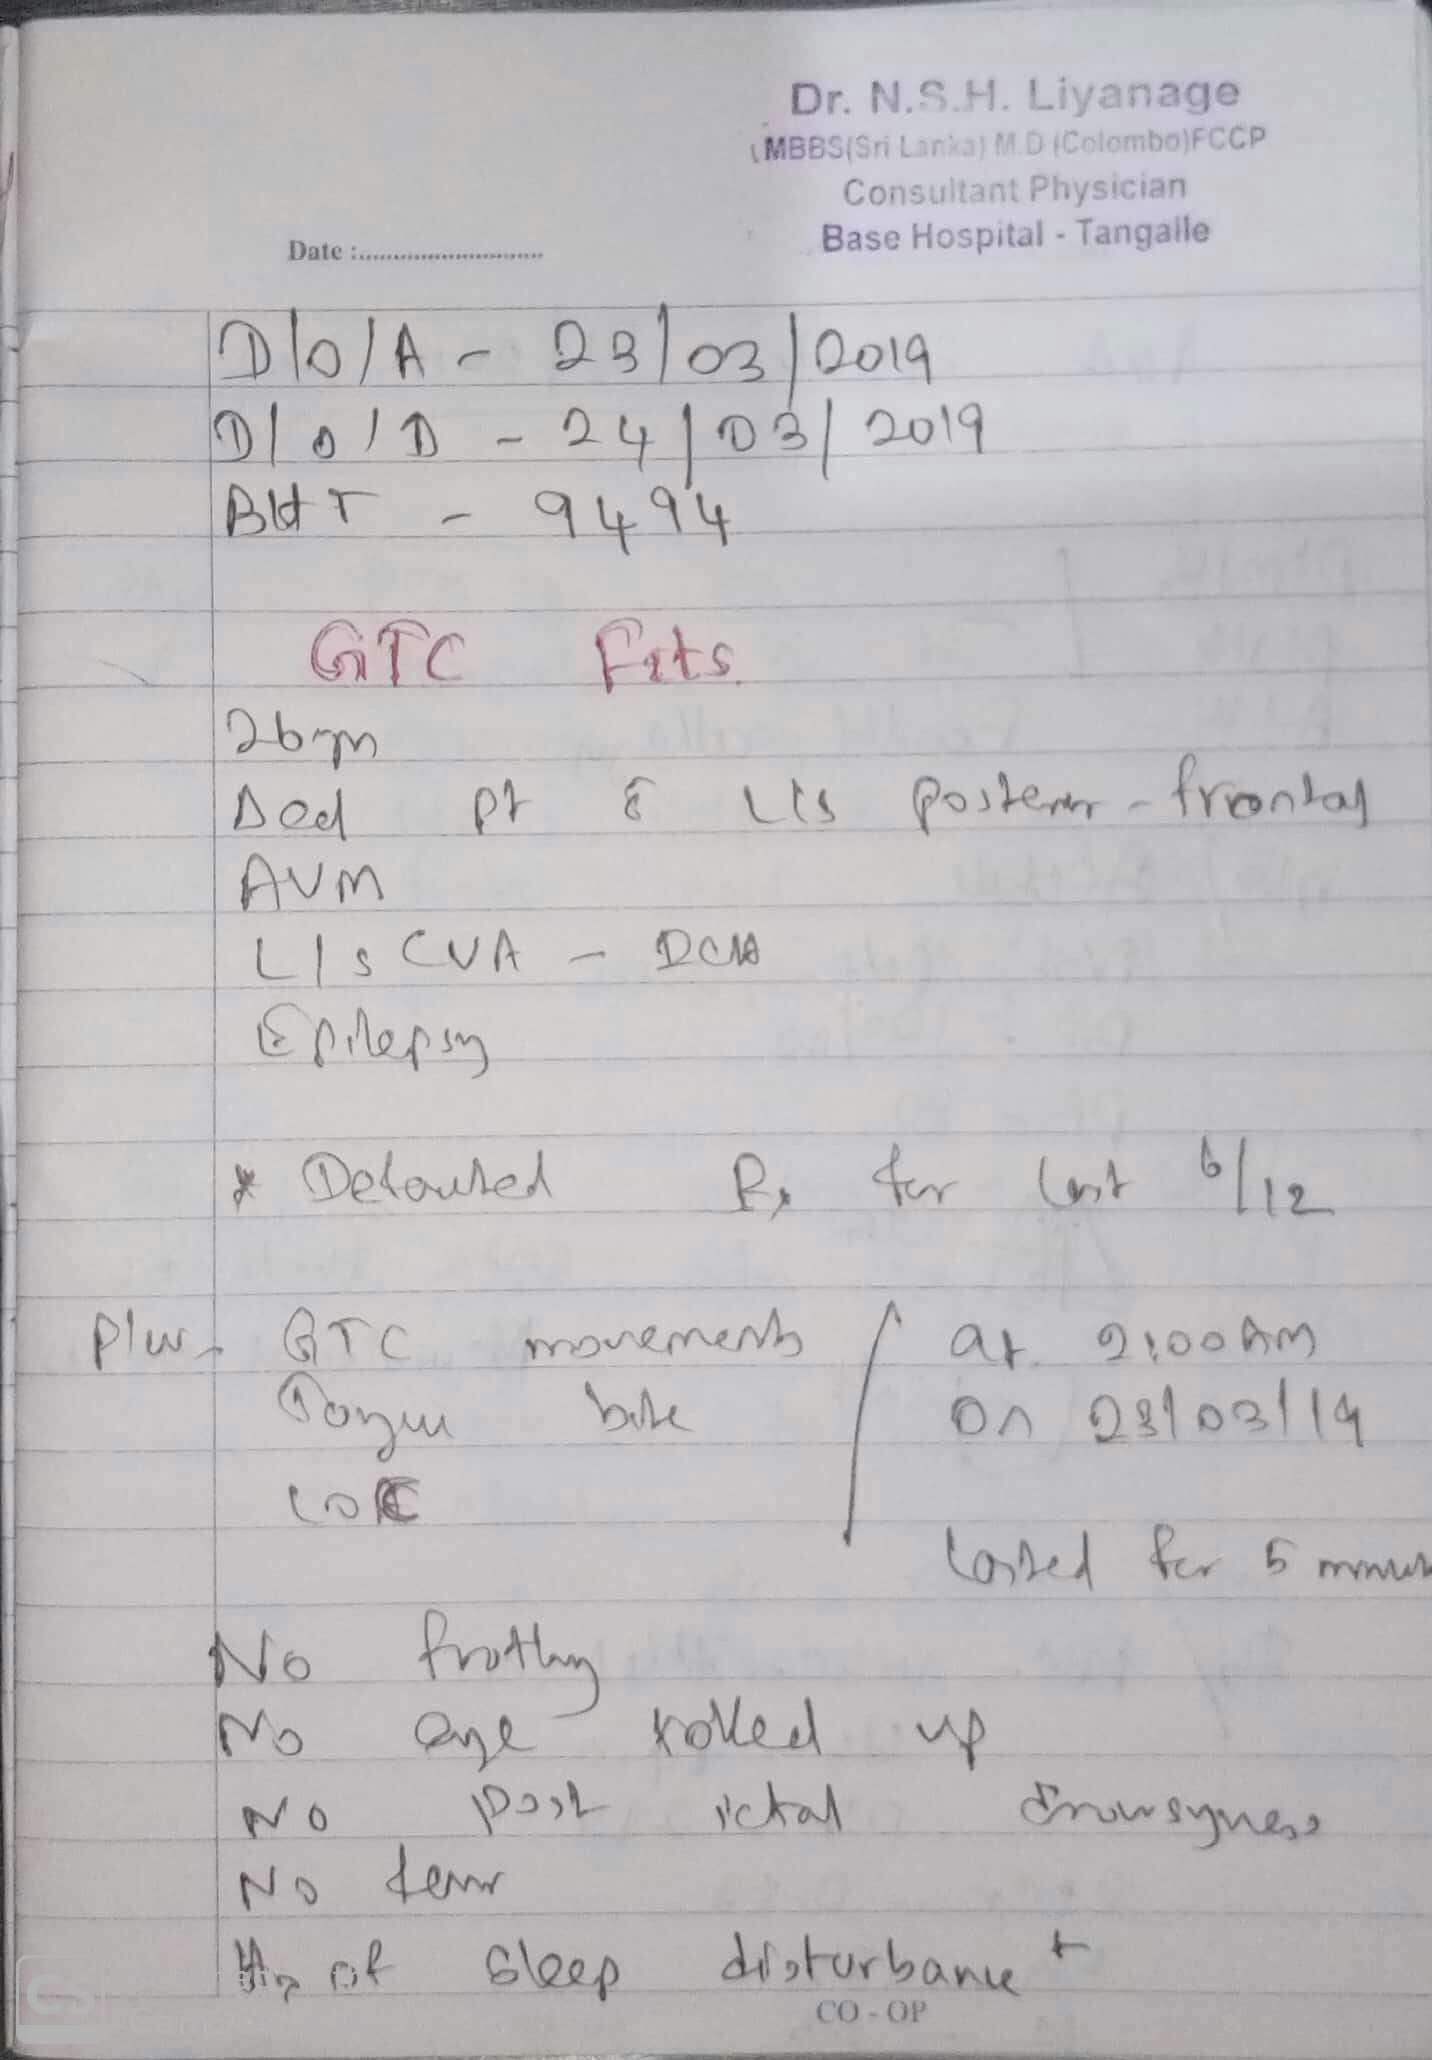 Dr. N.S.H. Liyanage
MBBS(Sri Lanka) M.D (Colombo)FCCP
Consultant Physician
Base Hospital - Tangalle
Date :
D/O/A - 23/03/2019
D/O/D - 24/03/2019
BHT - 9494
GTC Fits
26y
D∝d pt c̄ L/S posterior - frontal
AVM
L/S CVA -
Epilepsy
* Defaulted Rx for last 6/12
P/w - GTC movements / at 2:00 AM
Tongue bite on 23/03/19
LOC
lasted for 5 minutes
No frothing
No eye rolled up
No post ictal drowsyness
No fever
Hx of sleep disturbance +
CO - OP
CS